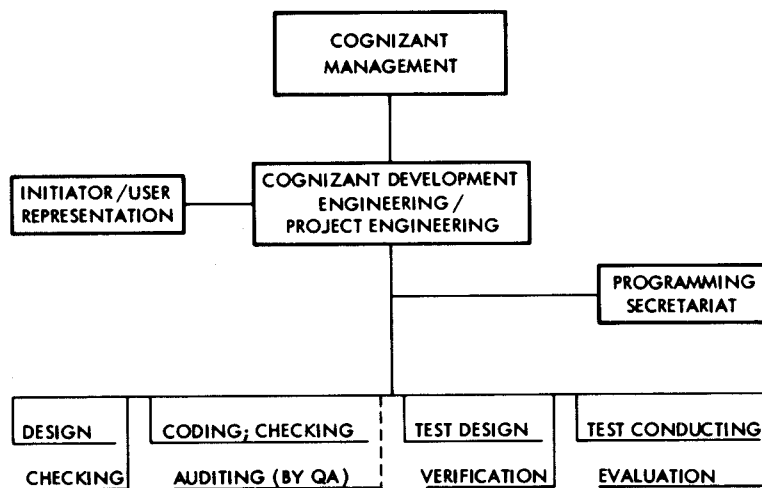 COGNIZANT
MANAGEMENT
INITIATOR/USER
REPRESENTATION
COGNIZANT DEVELOPMENT
ENGINEERING/
PROJECT ENGINEERING
PROGRAMMING
SECRETARIAT
DESIGN
CHECKING
CODING; CHECKING
AUDITING (BY QA)
TEST DESIGN
VERIFICATION
TEST CONDUCTING
EVALUATION